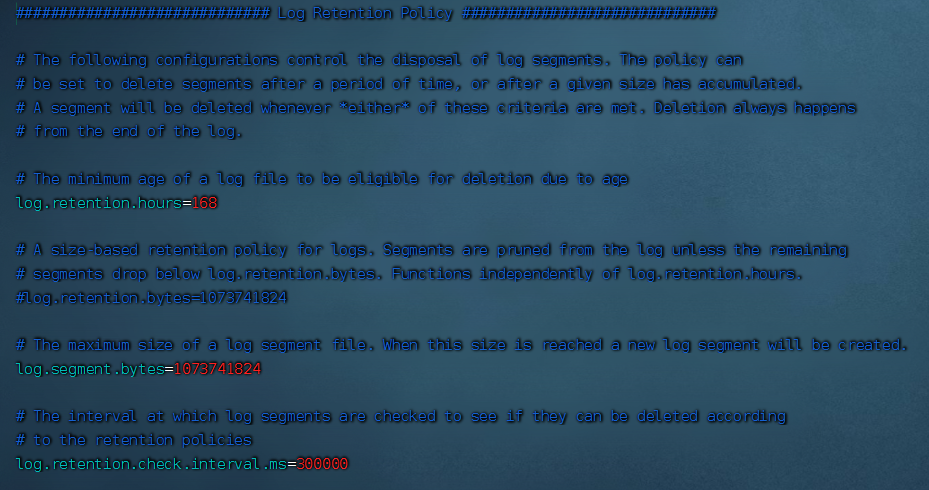 ############################# Log Retention Policy #############################
# The following configurations control the disposal of log segments. The policy can
# be set to delete segments after a period of time, or after a given size has accumulated.
# A segment will be deleted whenever *either* of these criteria are met. Deletion always happens
# from the end of the log.
# The minimum age of a log file to be eligible for deletion due to age
log.retention.hours=168
# A size-based retention policy for logs. Segments are pruned from the log unless the remaining
# segments drop below log.retention.bytes. Functions independently of log.retention.hours.
#log.retention.bytes=1073741824
# The maximum size of a log segment file. When this size is reached a new log segment will be created.
log.segment.bytes=1073741824
# The interval at which log segments are checked to see if they can be deleted according
# to the retention policies
log.retention.check.interval.ms=300000